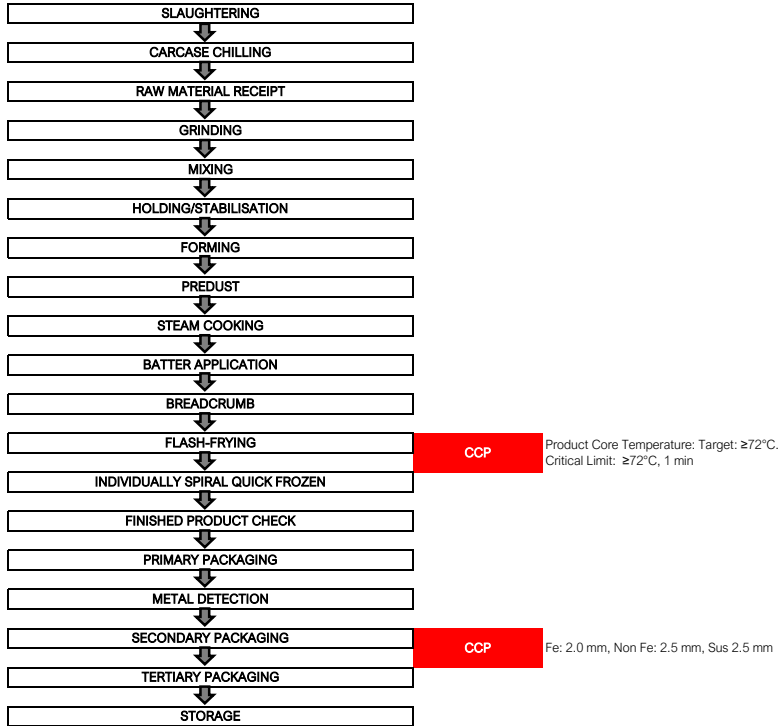 SLAUGHTERING
CARCASE CHILLING
RAW MATERIAL RECEIPT
GRINDING
MIXING
HOLDING/STABILISATION
FORMING
PREDUST
STEAM COOKING
BATTER APPLICATION
BREADCRUMB
FLASH-FRYING
CCP
Product Core Temperature: Target: ≥72°C.
Critical Limit: ≥72°C, 1 min
INDIVIDUALLY SPIRAL QUICK FROZEN
FINISHED PRODUCT CHECK
PRIMARY PACKAGING
METAL DETECTION
SECONDARY PACKAGING
CCP
Fe: 2.0 mm, Non Fe: 2.5 mm, Sus 2.5 mm
TERTIARY PACKAGING
STORAGE